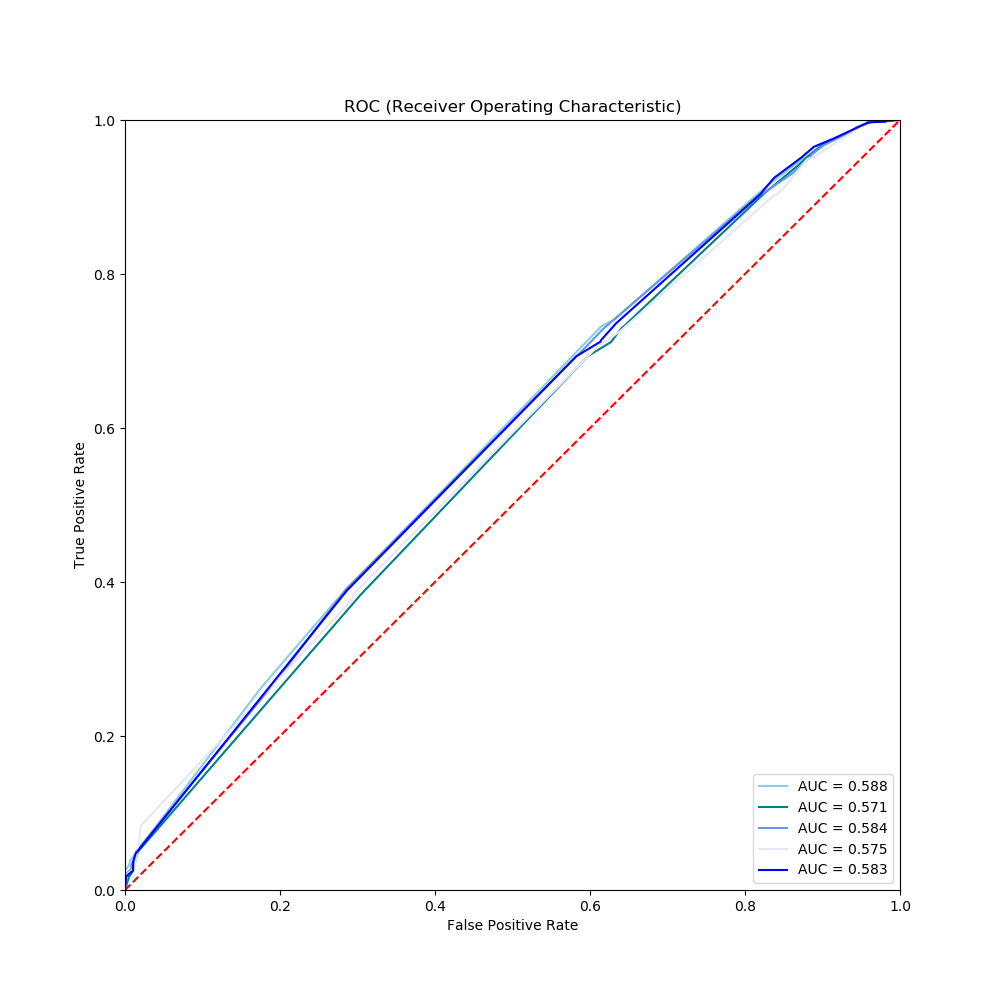 ROC (Receiver Operating Characteristic)
1.0
0.8
0.6
0.4
0.2
0.0
True Positive Rate
AUC = 0.588
AUC = 0.571
AUC = 0.584
AUC = 0.575
AUC = 0.583
0.0 0.2 0.4 0.6 0.8 1.0
False Positive Rate